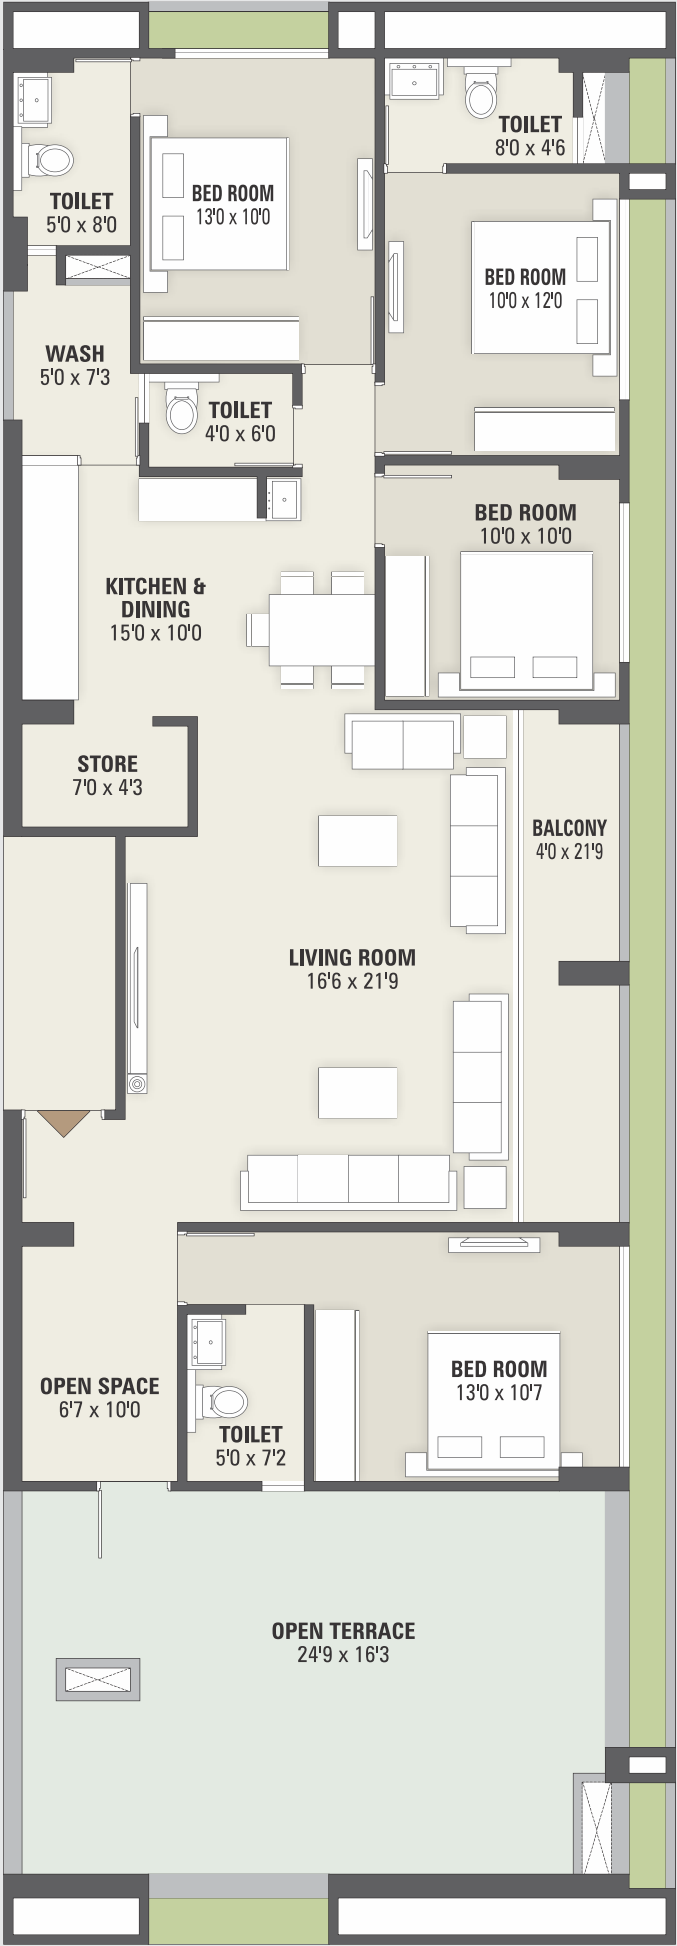 TOILET
8'0 x 4'6
TOILET
5'0 x 8'0
BED ROOM
13'0 x 10'0
BED ROOM
10'0 x 12'0
WASH
5'0 x 7'3
TOILET
4'0 x 6'0
BED ROOM
10'0 x 10'0
KITCHEN &
DINING
15'0 x 10'0
STORE
7'0 x 4'3
BALCONY
4'0 x 21'9
LIVING ROOM
16'6 x 21'9
OPEN SPACE
6'7 x 10'0
BED ROOM
13'0 x 10'7
TOILET
5'0 x 7'2
OPEN TERRACE
24'9 x 16'3